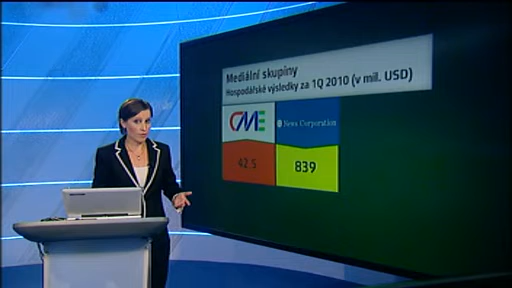 Mediální skupiny
Hospodářské výsledky za 1Q 2010 (v mil. USD)
CME
News Corporation
42.5
839